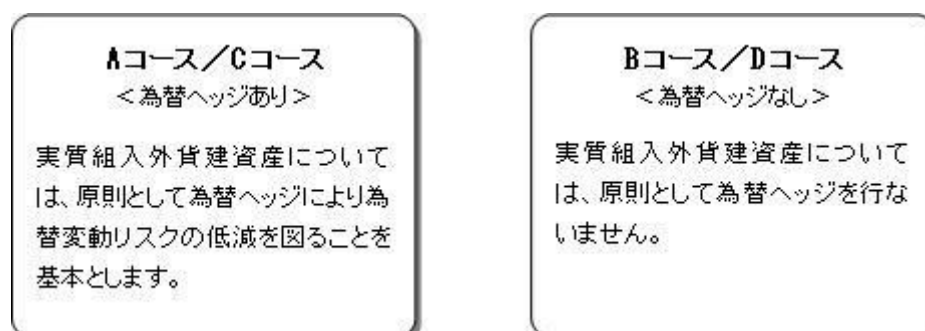 Aコース／Cコース
＜為替ヘッジあり＞
実質組入外貨建資産について
は、原則として為替ヘッジにより為
替変動リスクの低減を図ることを
基本とします。
Bコース／Dコース
＜為替ヘッジなし＞
実質組入外貨建資産について
は、原則として為替ヘッジを行な
いません。